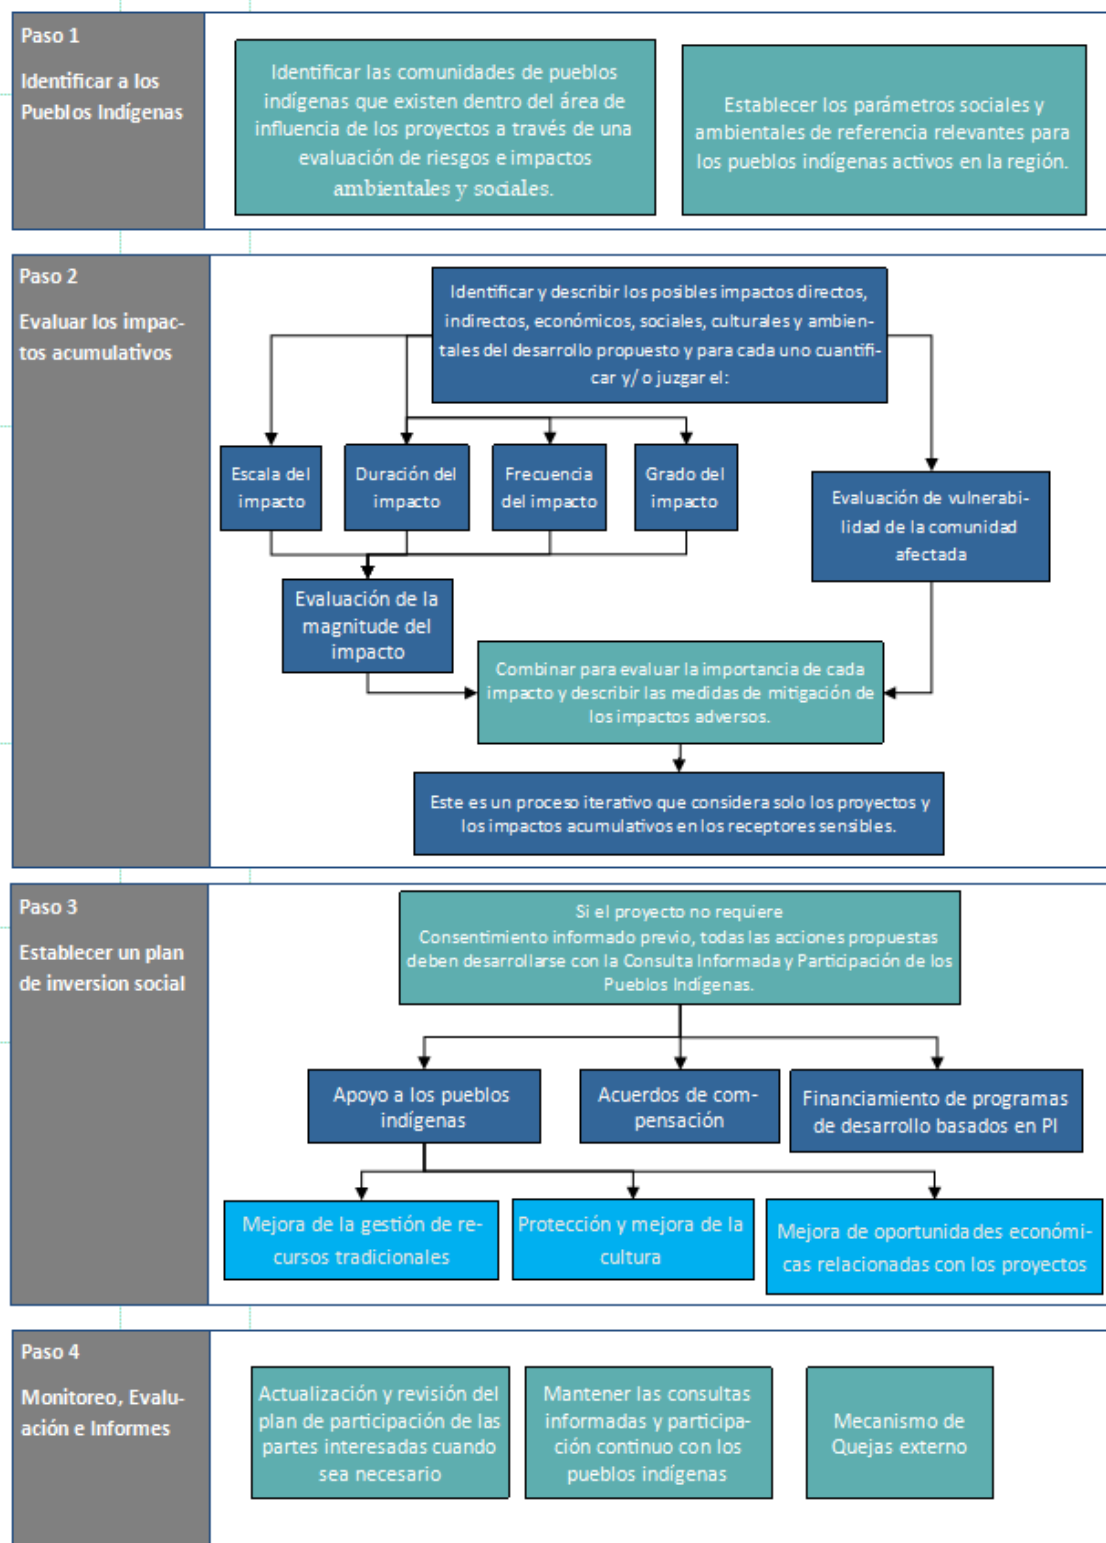 Paso 1
Identificar a los
Pueblos Indígenas
Identificar las comunidades de pueblos
indígenas que existen dentro del área de
influencia de los proyectos a través de una
evaluación de riesgos e impactos
ambientales y sociales.
Establecer los parámetros sociales y
ambientales de referencia relevantes para
los pueblos indígenas activos en la región.
Paso 2
Evaluar los impac-
tos acumulativos
Identificar y describir los posibles impactos directos,
indirectos, económicos, sociales, culturales y ambien-
tales del desarrollo propuesto y para cada uno cuantifi-
car y/ o juzgar el:
Escala del
impacto
Duración del
impacto
Frecuencia
del impacto
Grado del
impacto
Evaluación de vulnerabi-
lidad de la comunidad
afectada
Evaluación de la
magnitude del
impacto
Combinar para evaluar la importancia de cada
impacto y describir las medidas de mitigación de
los impactos adversos.
Este es un proceso iterativo que considera solo los proyectos y
los impactos acumulativos en los receptores sensibles.
Paso 3
Establecer un plan
de inversion social
Si el proyecto no requiere
Consentimiento informado previo, todas las acciones propuestas
deben desarrollarse con la Consulta Informada y Participación de los
Pueblos Indígenas.
Apoyo a los pueblos
indígenas
Acuerdos de com-
pensación
Financiamiento de programas
de desarrollo basados en PI
Mejora de la gestión de re-
cursos tradicionales
Protección y mejora de la
cultura
Mejora de oportunidades económi-
cas relacionadas con los proyectos
Paso 4
Monitoreo, Evalu-
ación e Informes
Actualización y revisión del
plan de participación de las
partes interesadas cuando
sea necesario
Mantener las consultas
informadas y participa-
ción continuo con los
pueblos indígenas
Mecanismo de
Quejas externo